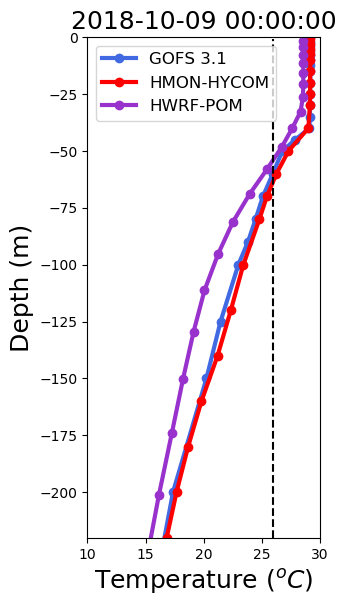 2018-10-09 00:00:00
GOFS 3.1
HMON-HYCOM
HWRF-POM
0
−25
−50
−75
−100
−125
−150
−175
−200
Depth (m)
10 15 20 25 30
Temperature (°C)